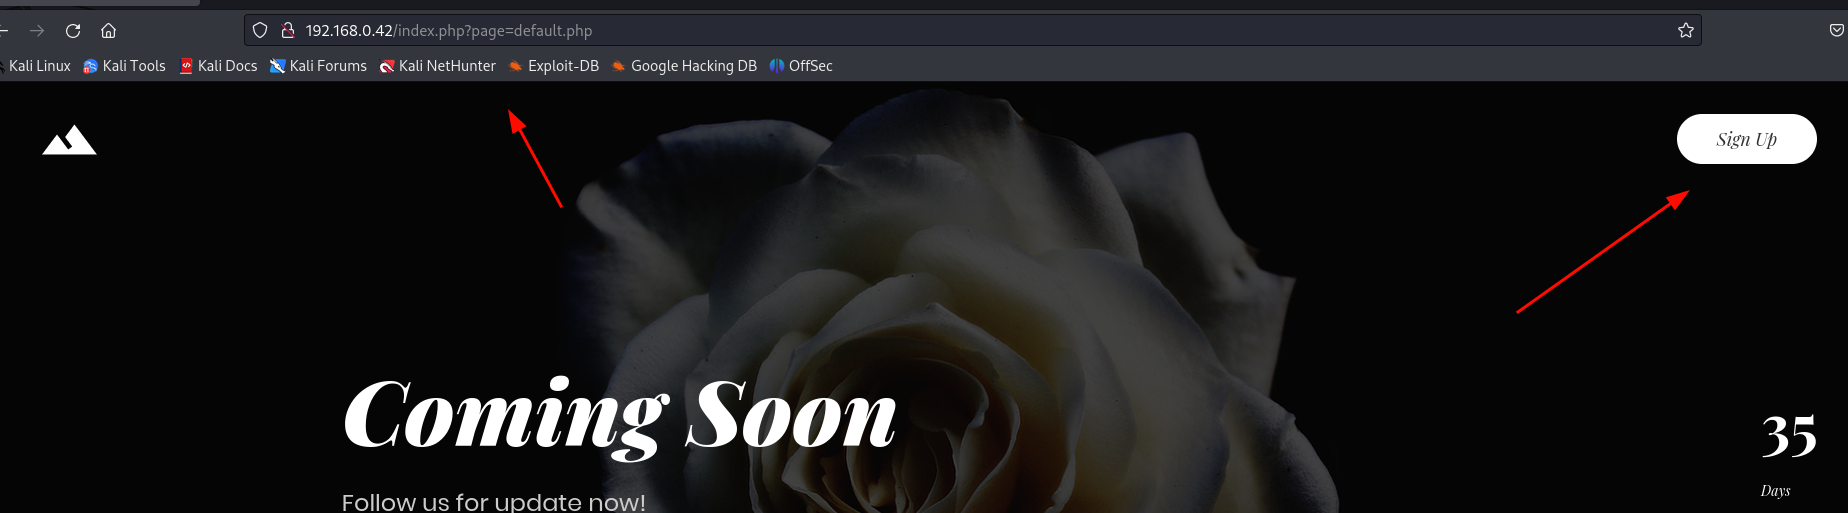 192.168.0.42/index.php?page=default.php
Kali Linux Kali Tools Kali Docs Kali Forums Kali NetHunter Exploit-DB Google Hacking DB OffSec
Sign Up
Coming Soon
35
Days
Follow us for update now!